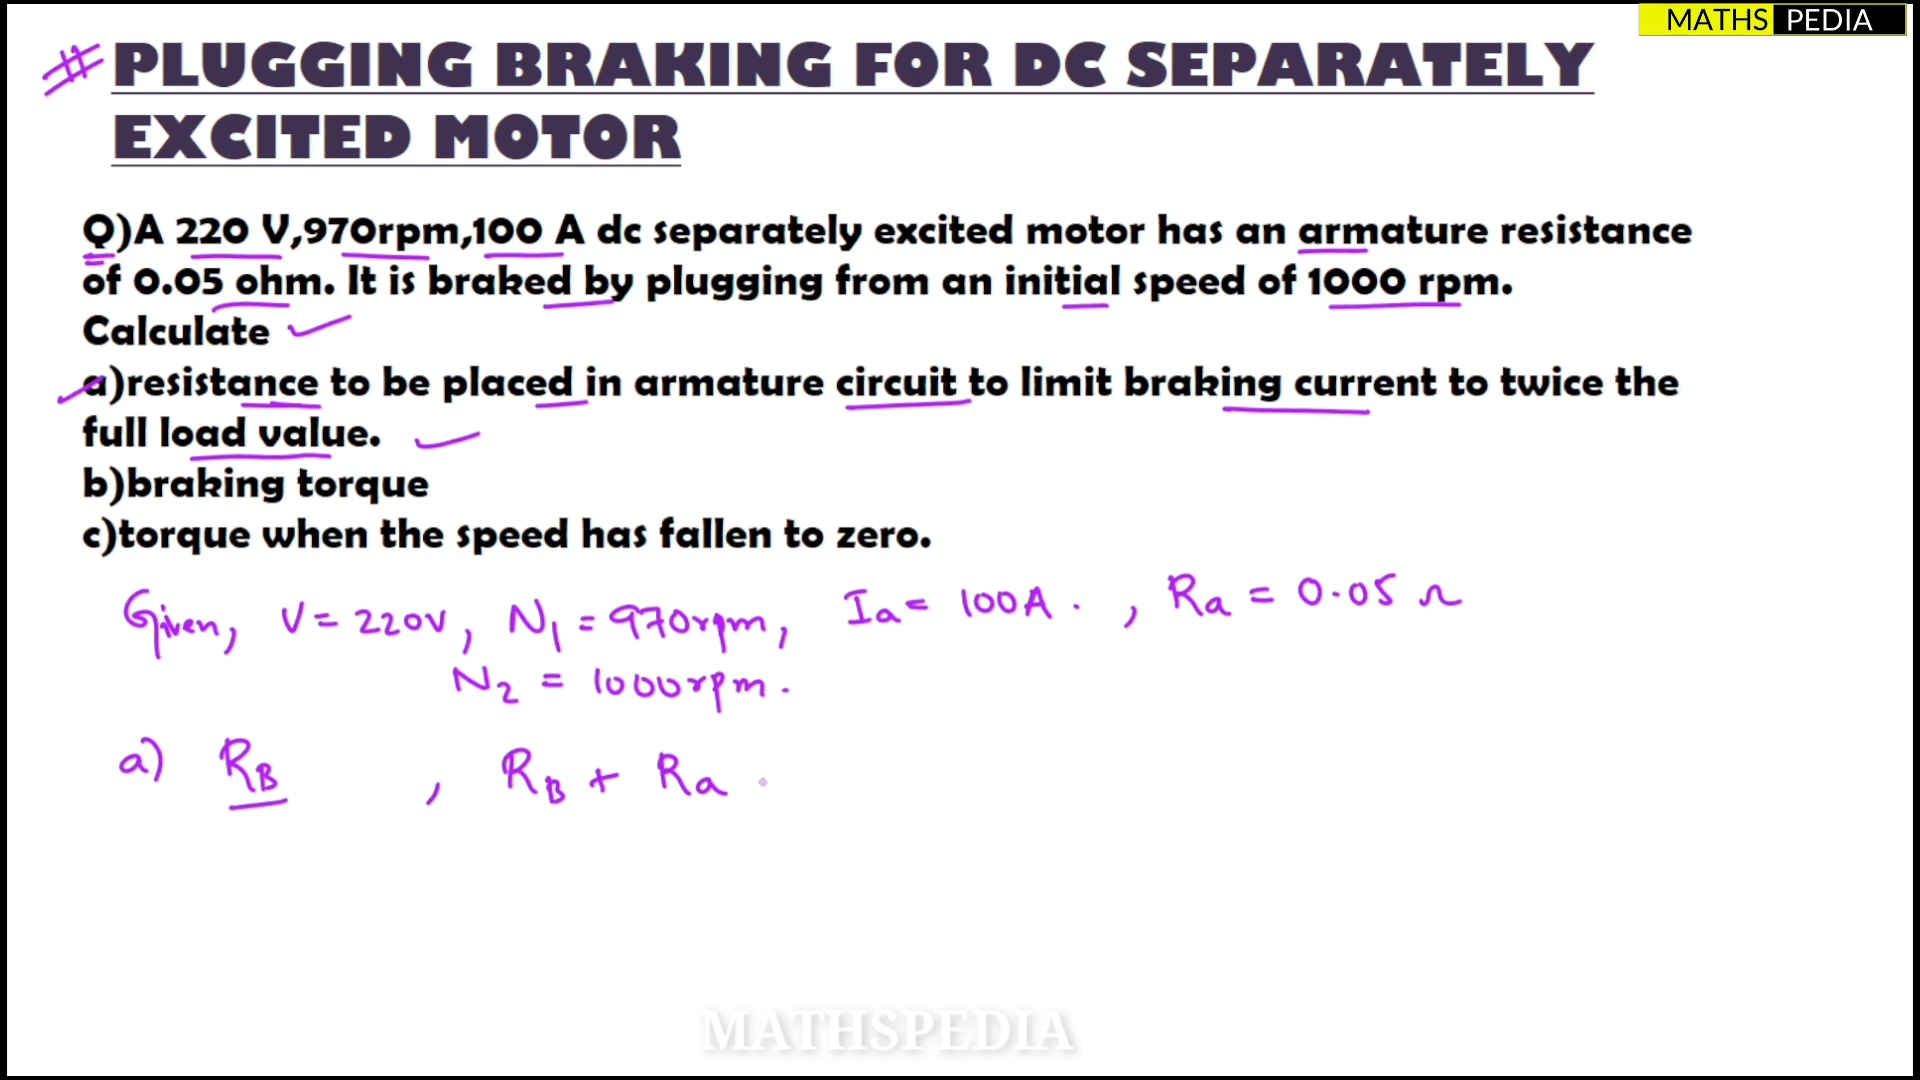 MATHS PEDIA
# PLUGGING BRAKING FOR DC SEPARATELY
EXCITED MOTOR
Q)A 220 V,970rpm,100 A dc separately excited motor has an armature resistance
of 0.05 ohm. It is braked by plugging from an initial speed of 1000 rpm.
Calculate
a)resistance to be placed in armature circuit to limit braking current to twice the
full load value.
b)braking torque
c)torque when the speed has fallen to zero.
Given, V = 220V, N1 = 970rpm, Ia = 100A. , Ra = 0.05 Ω
N2 = 1000rpm.
a) RB , RB + Ra
MATHSPEDIA